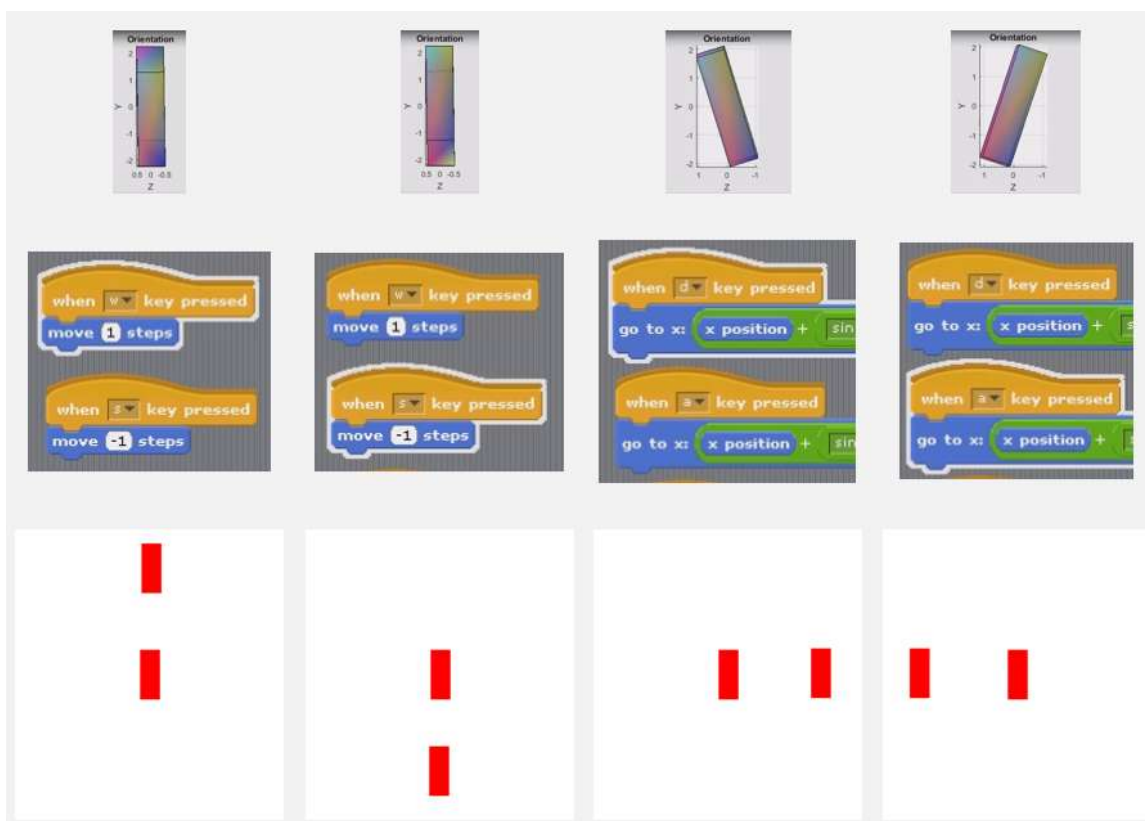 Orientation
2
1
0
-1
-2
Y
0.5 0 -0.5
Z
Orientation
2
1
0
-1
-2
Y
0.5 0 -0.5
Z
Orientation
2
1
0
-1
-2
Y
1 0 -1
Z
Orientation
2
1
0
-1
-2
Y
1 0 -1
Z
when w key pressed
move 1 steps
when s key pressed
move -1 steps
when w key pressed
move 1 steps
when s key pressed
move -1 steps
when d key pressed
go to x: x position + sin
when a key pressed
go to x: x position + sin
when d key pressed
go to x: x position + s
when a key pressed
go to x: x position +